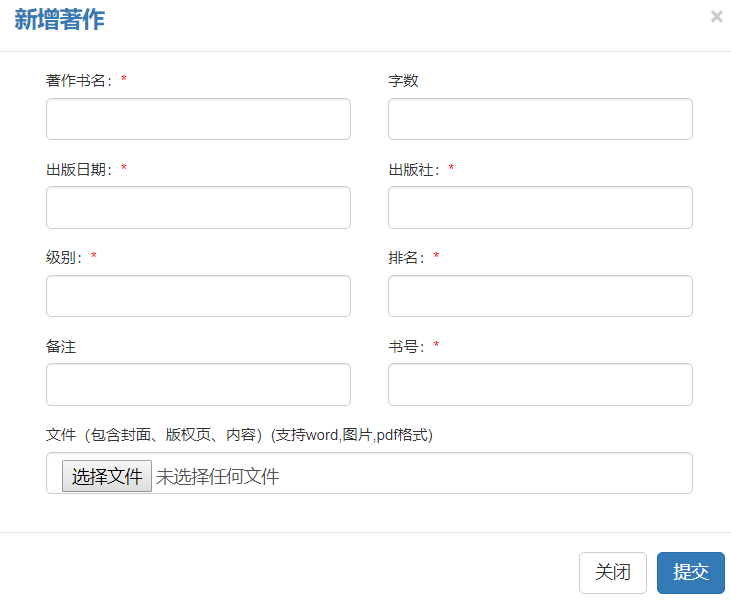 新增著作 ×
著作书名：* 字数
出版日期：* 出版社：*
级别：* 排名：*
备注 书号：*
文件（包含封面、版权页、内容）(支持word,图片,pdf格式)
选择文件 未选择任何文件
关闭 提交